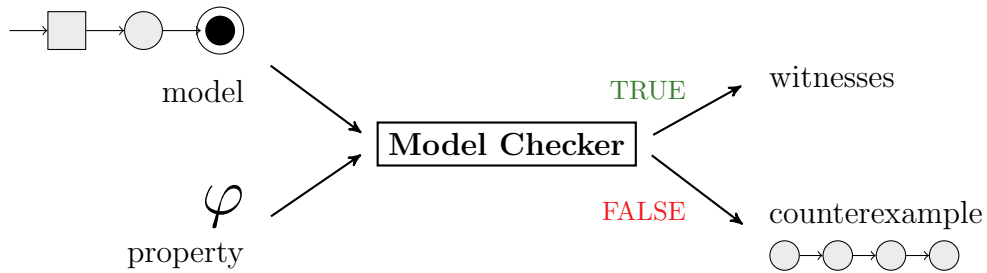 model
φ
property
Model Checker
TRUE
FALSE
witnesses
counterexample